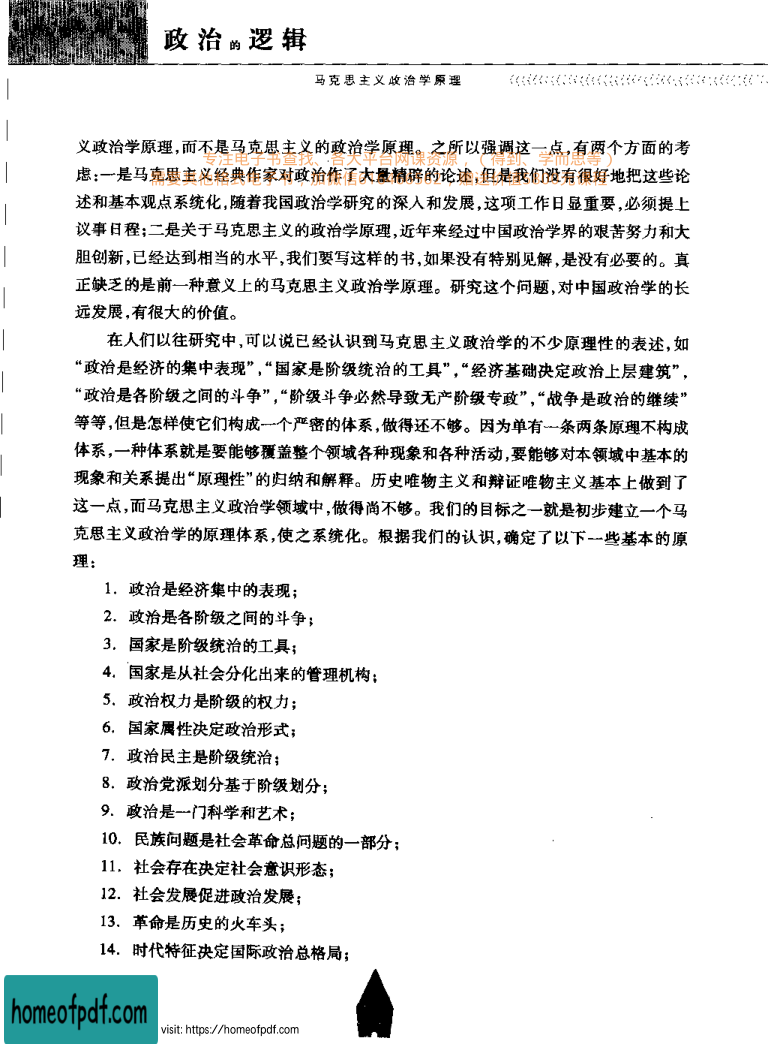 政治的逻辑
马克思主义政治学原理
义政治学原理,而不是马克思主义的政治学原理。之所以强调这一点,有两个方面的考
专注电子书查找、各大平台网课资源,(得到、学而思等)
虑:一是马克思主义经典作家对政治作了大量精辟的论述,但是我们没有很好地把这些论
述和基本观点系统化,随着我国政治学研究的深入和发展,这项工作日显重要,必须提上
议事日程;二是关于马克思主义的政治学原理,近年来经过中国政治学界的艰苦努力和大
胆创新,已经达到相当的水平,我们要写这样的书,如果没有特别见解,是没有必要的。真
正缺乏的是前一种意义上的马克思主义政治学原理。研究这个问题,对中国政治学的长
远发展,有很大的价值。
在人们以往研究中,可以说已经认识到马克思主义政治学的不少原理性的表述,如
“政治是经济的集中表现”,“国家是阶级统治的工具”,“经济基础决定政治上层建筑”,
“政治是各阶级之间的斗争”,“阶级斗争必然导致无产阶级专政”,“战争是政治的继续”
等等,但是怎样使它们构成一个严密的体系,做得还不够。因为单有一条两条原理不构成
体系,一种体系就是要能够覆盖整个领域各种现象和各种活动,要能够对本领域中基本的
现象和关系提出“原理性”的归纳和解释。历史唯物主义和辩证唯物主义基本上做到了
这一点,而马克思主义政治学领域中,做得尚不够。我们的目标之一就是初步建立一个马
克思主义政治学的原理体系,使之系统化。根据我们的认识,确定了以下一些基本的原
理:
1. 政治是经济集中的表现;
2. 政治是各阶级之间的斗争;
3. 国家是阶级统治的工具;
4. 国家是从社会分化出来的管理机构;
5. 政治权力是阶级的权力;
6. 国家属性决定政治形式;
7. 政治民主是阶级统治;
8. 政治党派划分基于阶级划分;
9. 政治是一门科学和艺术;
10. 民族问题是社会革命总问题的一部分;
11. 社会存在决定社会意识形态;
12. 社会发展促进政治发展;
13. 革命是历史的火车头;
14. 时代特征决定国际政治总格局;
homeofpdf.com
visit: https://homeofpdf.com